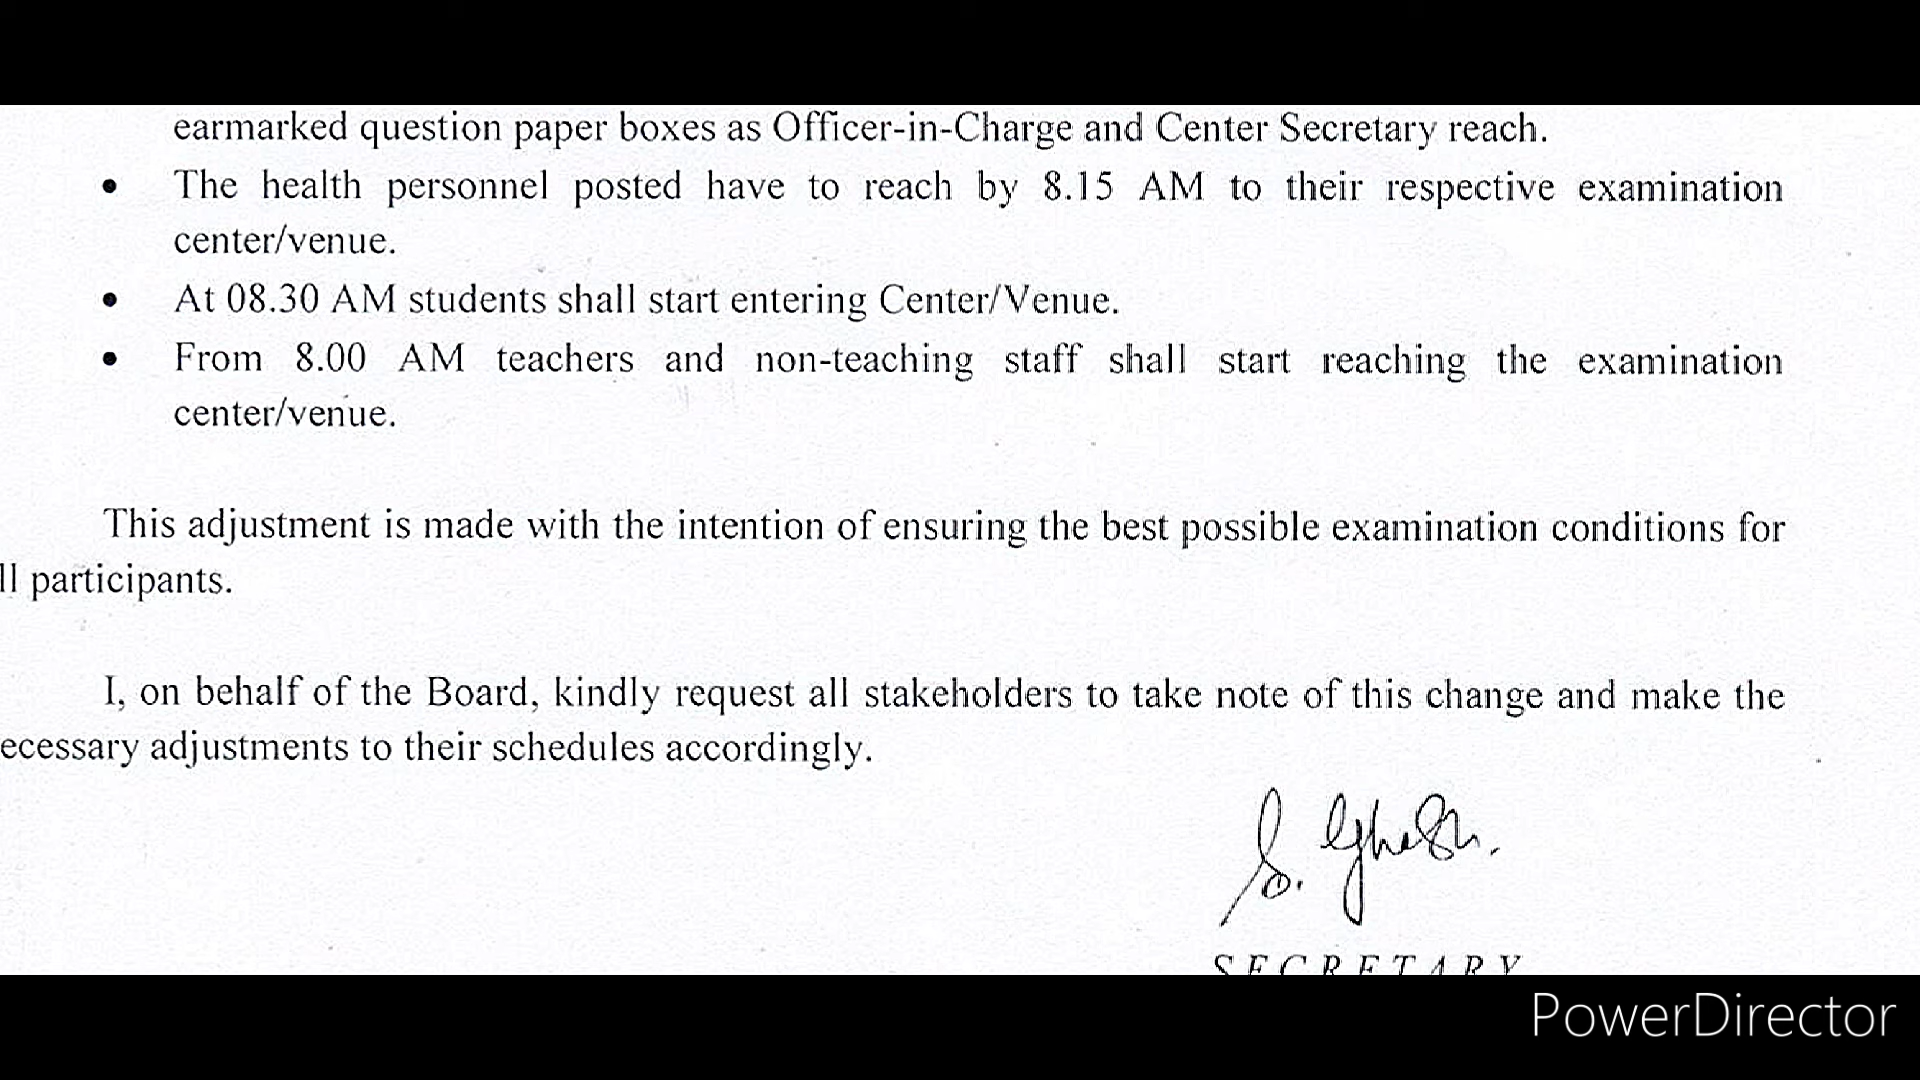 earmarked question paper boxes as Officer-in-Charge and Center Secretary reach.
• The health personnel posted have to reach by 8.15 AM to their respective examination
center/venue.
• At 08.30 AM students shall start entering Center/Venue.
• From 8.00 AM teachers and non-teaching staff shall start reaching the examination
center/venue.
This adjustment is made with the intention of ensuring the best possible examination conditions for
ll participants.
I, on behalf of the Board, kindly request all stakeholders to take note of this change and make the
ecessary adjustments to their schedules accordingly.
S. Ghosh.
SECRETARY
PowerDirector